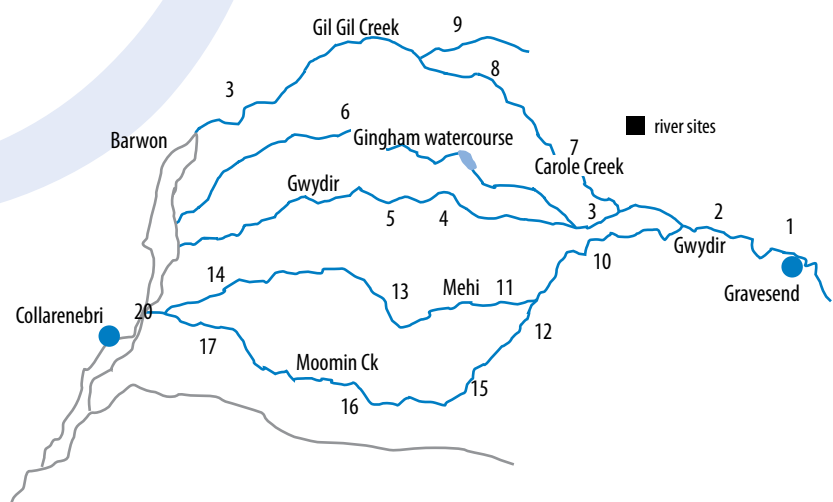 Gil Gil Creek
9
8
3
6
Barwon
Gingham watercourse
river sites
7
Carole Creek
Gwydir
5
4
3
2
1
Gwydir
10
Gravesend
14
13
Mehi
11
Collarenebri
20
12
17
Moomin Ck
15
16